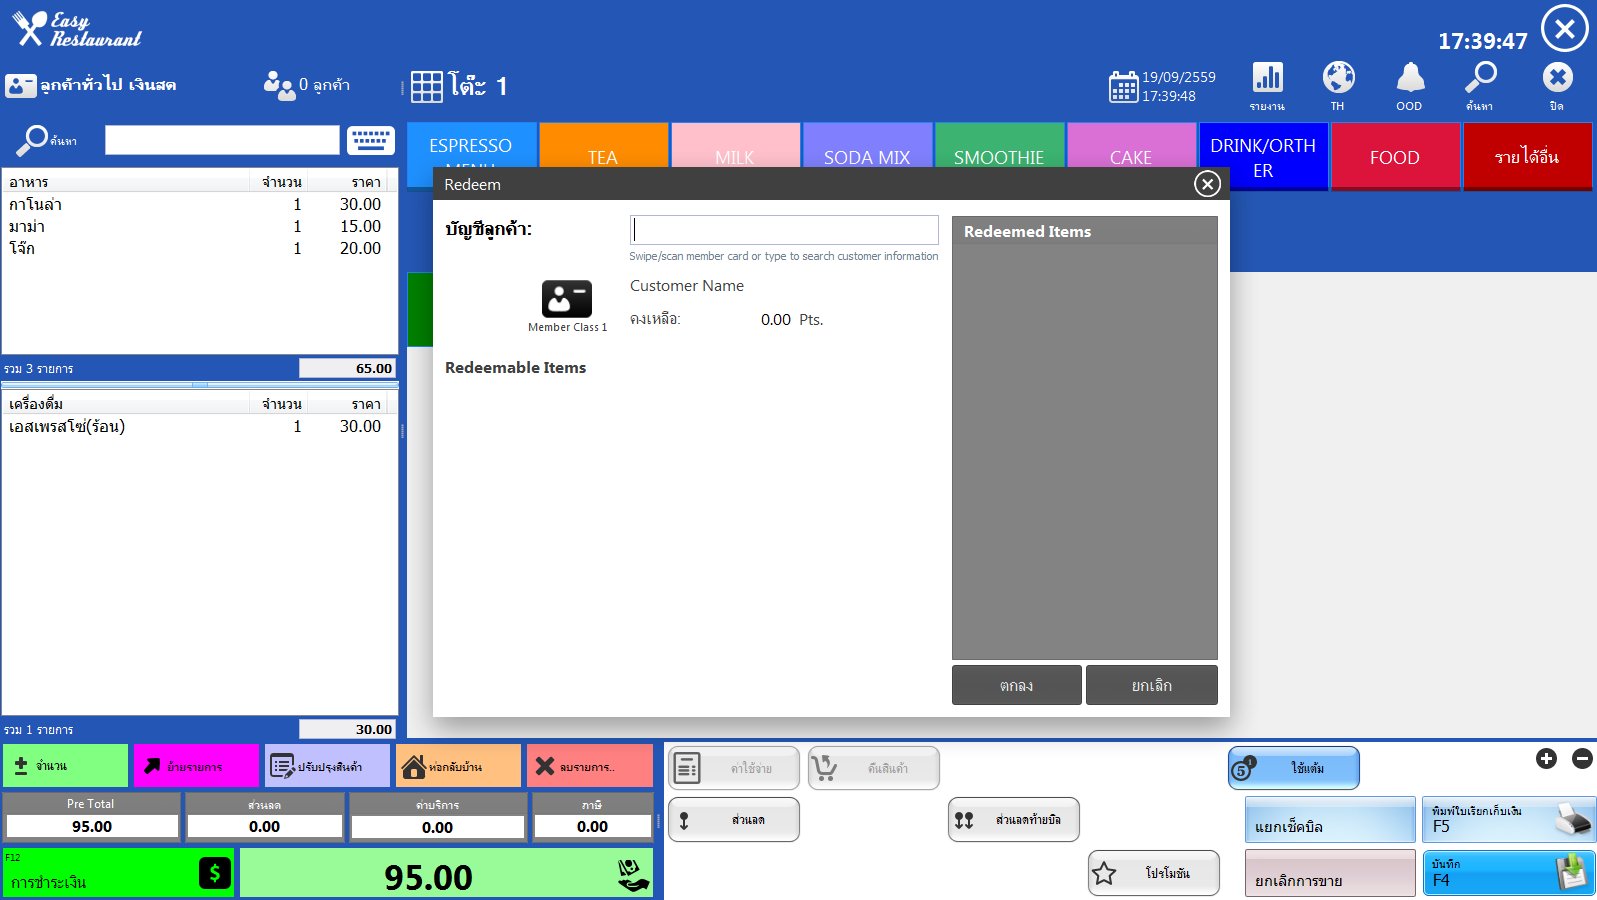 Easy
Restaurant
17:39:47
ลูกค้าทั่วไป เงินสด
0 ลูกค้า
โต๊ะ 1
19/09/2559
17:39:48
รายงาน
TH
OOD
ค้นหา
ปิด
ค้นหา
ESPRESSO
TEA
MILK
SODA MIX
SMOOTHIE
CAKE
DRINK/ORTH
ER
FOOD
รายได้อื่น
อาหาร จำนวน ราคา
กาโนล่า 1 30.00
มาม่า 1 15.00
โจ๊ก 1 20.00
รวม 3 รายการ 65.00
เครื่องดื่ม จำนวน ราคา
เอสเพรสโซ่(ร้อน) 1 30.00
รวม 1 รายการ 30.00
Redeem
บัญชีลูกค้า:
Swipe/scan member card or type to search customer information
Member Class 1
Customer Name
คงเหลือ: 0.00 Pts.
Redeemable Items
Redeemed Items
ตกลง
ยกเลิก
จำนวน
ย้ายรายการ
ปรับปรุงสินค้า
ห่อกลับบ้าน
ลบรายการ..
Pre Total
95.00
ส่วนลด
0.00
ค่าบริการ
0.00
ภาษี
0.00
F12
การชำระเงิน
$
95.00
ค่าใช้จ่าย
คืนสินค้า
ใช้แต้ม
ส่วนลด
ส่วนลดท้ายบิล
โปรโมชั่น
แยกเช็คบิล
พิมพ์ใบเรียกเก็บเงิน
F5
ยกเลิกการขาย
บันทึก
F4